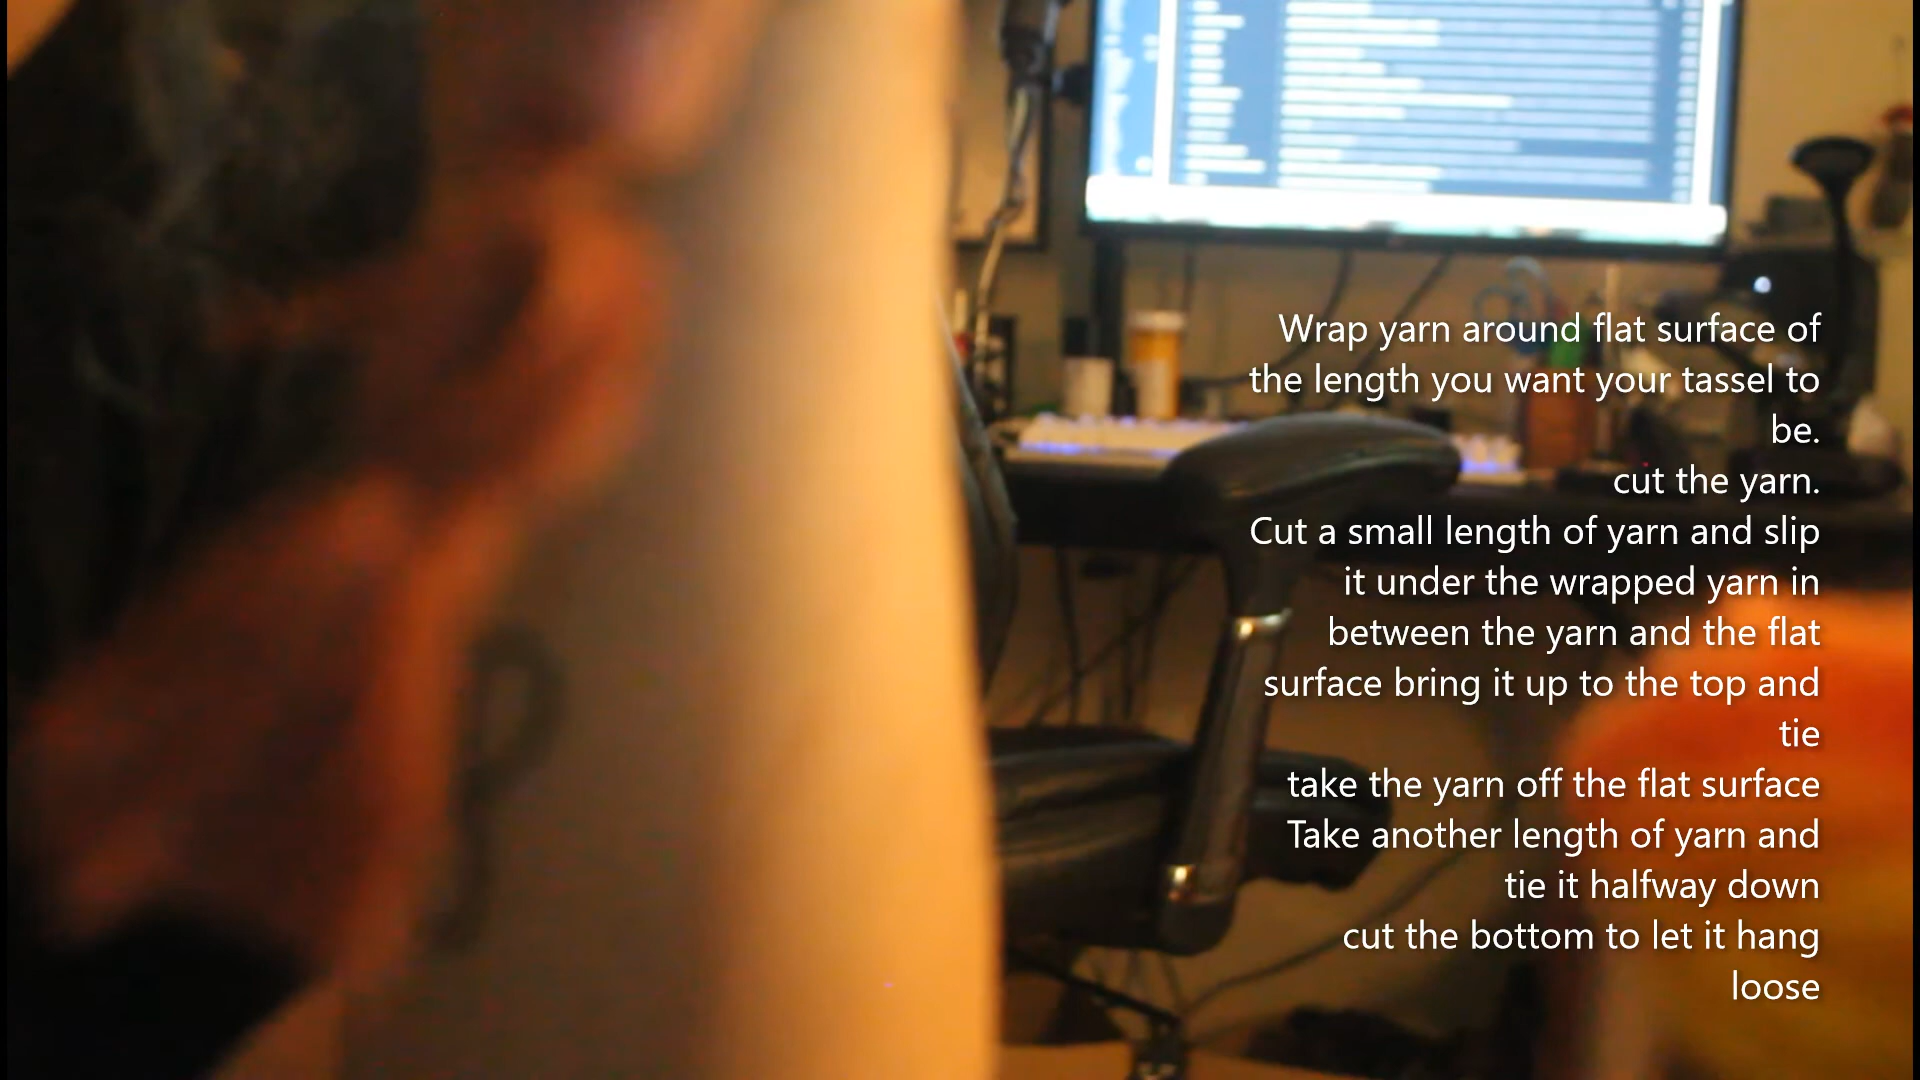 Wrap yarn around flat surface of
the length you want your tassel to
be.
cut the yarn.
Cut a small length of yarn and slip
it under the wrapped yarn in
between the yarn and the flat
surface bring it up to the top and
tie
take the yarn off the flat surface
Take another length of yarn and
tie it halfway down
cut the bottom to let it hang
loose